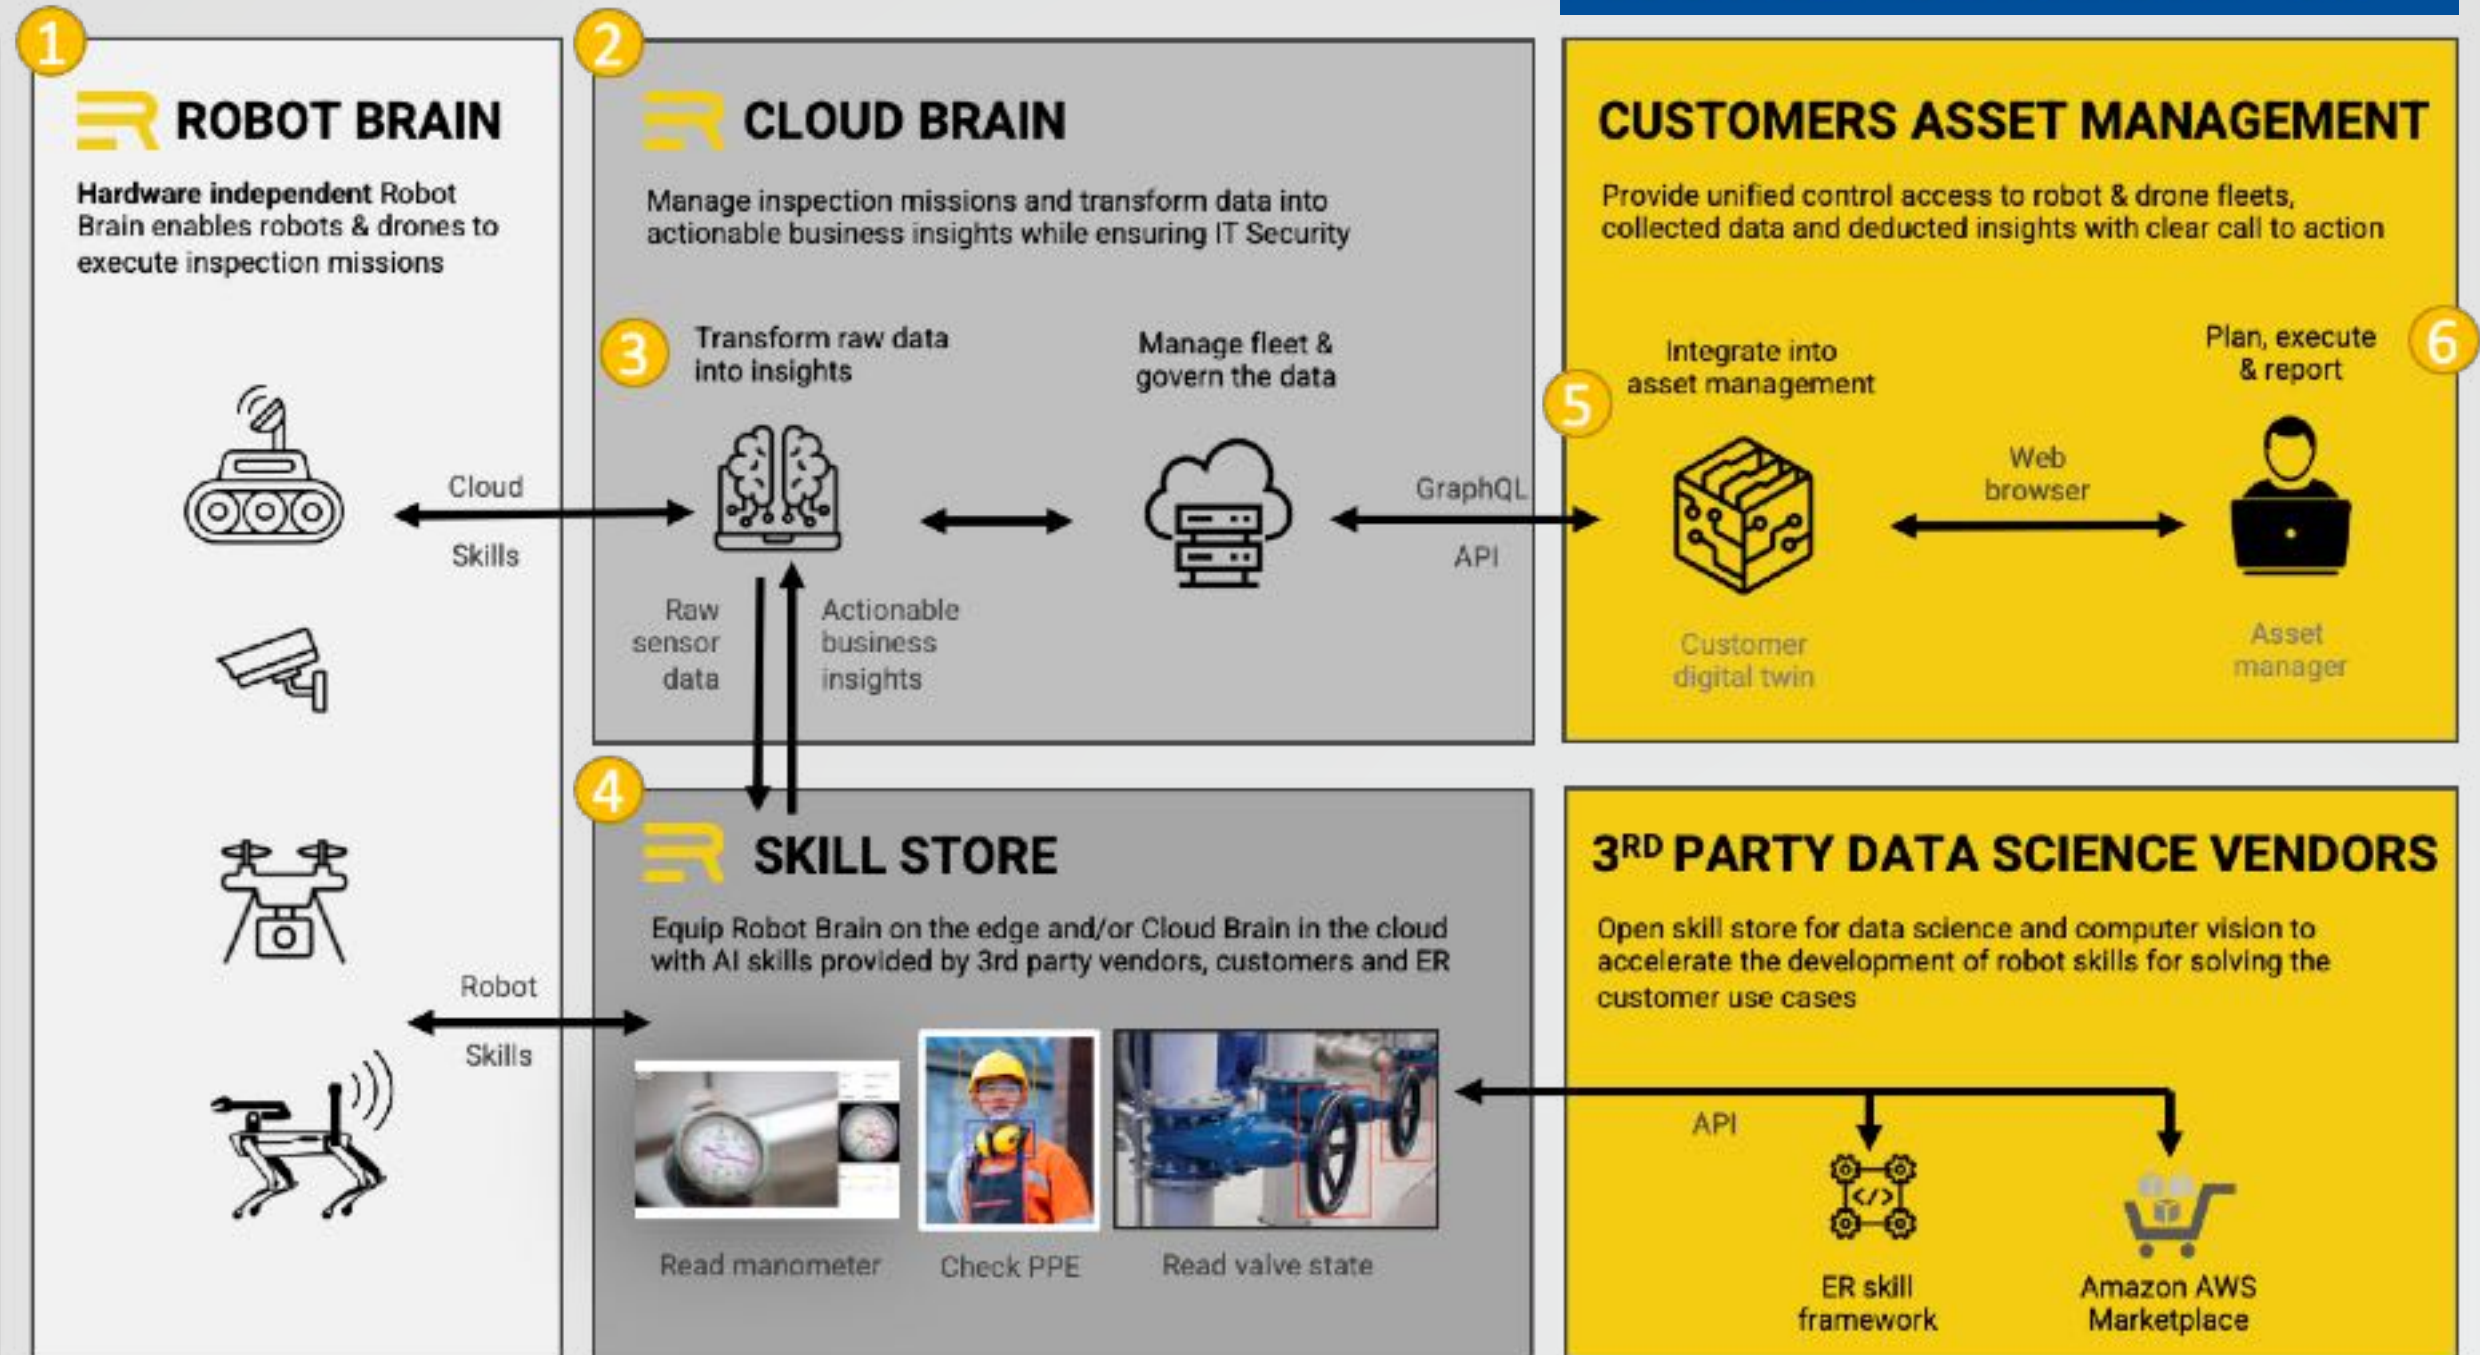 1
ROBOT BRAIN
Hardware independent Robot
Brain enables robots & drones to
execute inspection missions
Cloud
Skills
Robot
Skills
2
CLOUD BRAIN
Manage inspection missions and transform data into
actionable business insights while ensuring IT Security
3
Transform raw data
into insights
Manage fleet &
govern the data
Raw
sensor
data
Actionable
business
insights
GraphQL
API
CUSTOMERS ASSET MANAGEMENT
Provide unified control access to robot & drone fleets,
collected data and deducted insights with clear call to action
5
Integrate into
asset management
Web
browser
Plan, execute
& report
6
Customer
digital twin
Asset
manager
4
SKILL STORE
Equip Robot Brain on the edge and/or Cloud Brain in the cloud
with AI skills provided by 3rd party vendors, customers and ER
Read manometer
Check PPE
Read valve state
3RD PARTY DATA SCIENCE VENDORS
Open skill store for data science and computer vision to
accelerate the development of robot skills for solving the
customer use cases
API
</>
ER skill
framework
Amazon AWS
Marketplace